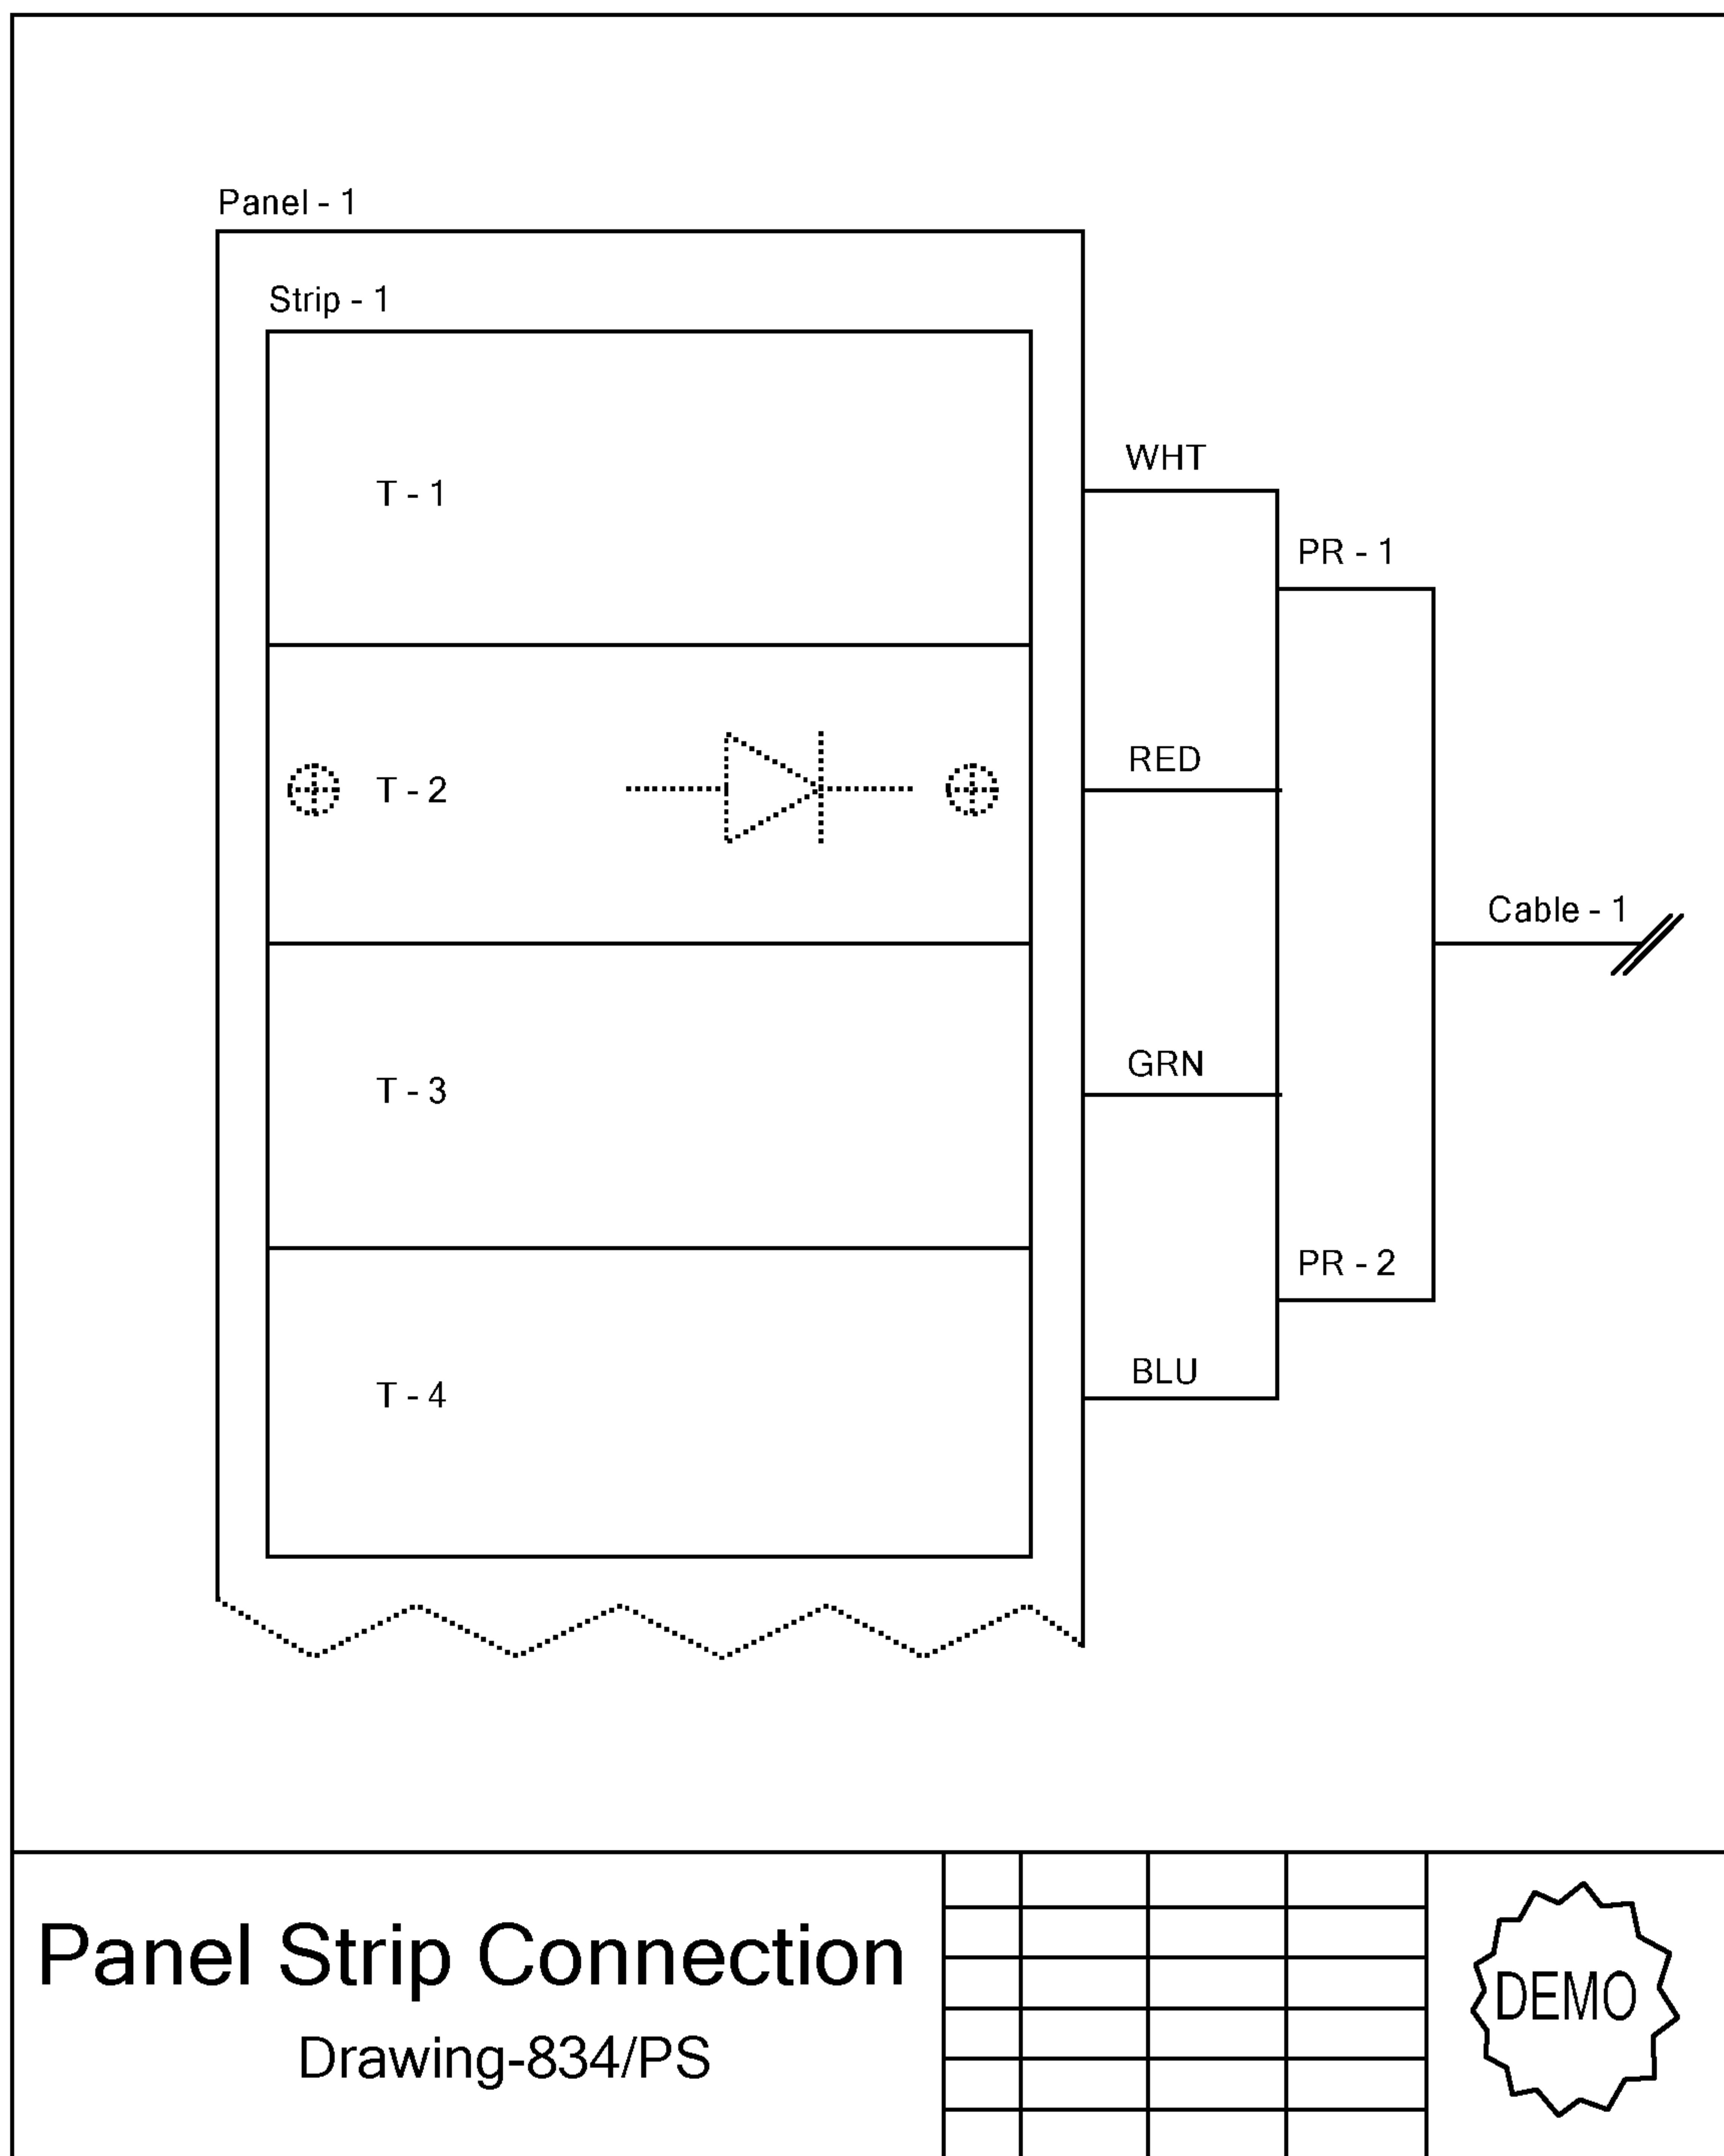 Panel - 1
Strip - 1
WHT
T - 1
PR - 1
RED
T - 2
Cable - 1
GRN
T - 3
PR - 2
BLU
T - 4
Panel Strip Connection
DEMO
Drawing-834/PS